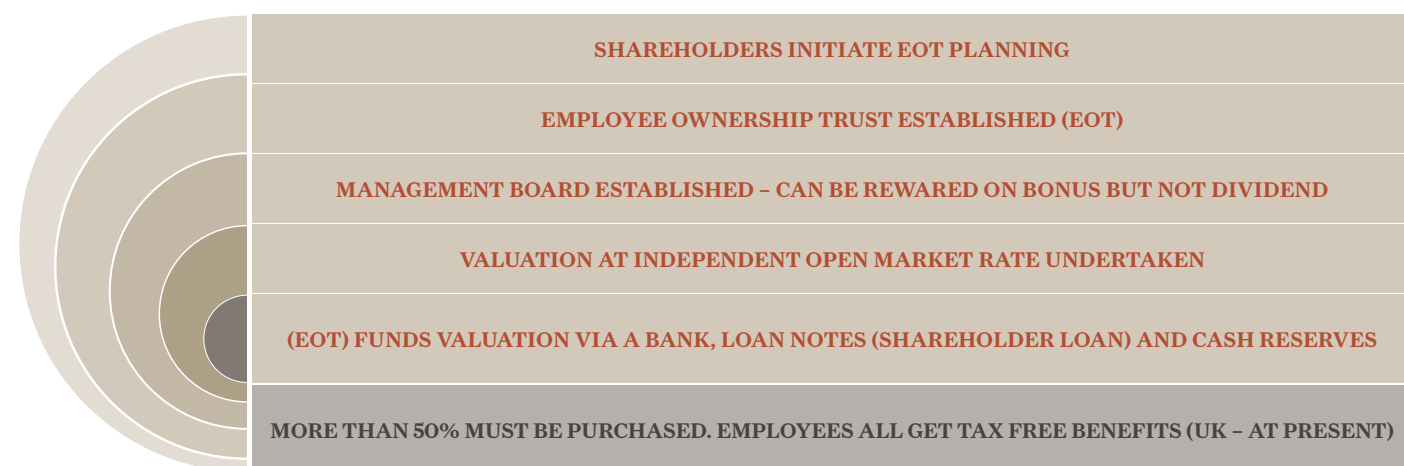 SHAREHOLDERS INITIATE EOT PLANNING
EMPLOYEE OWNERSHIP TRUST ESTABLISHED (EOT)
MANAGEMENT BOARD ESTABLISHED – CAN BE REWARDED ON BONUS BUT NOT DIVIDEND
VALUATION AT INDEPENDENT OPEN MARKET RATE UNDERTAKEN
(EOT) FUNDS VALUATION VIA A BANK, LOAN NOTES (SHAREHOLDER LOAN) AND CASH RESERVES
MORE THAN 50% MUST BE PURCHASED. EMPLOYEES ALL GET TAX FREE BENEFITS (UK – AT PRESENT)